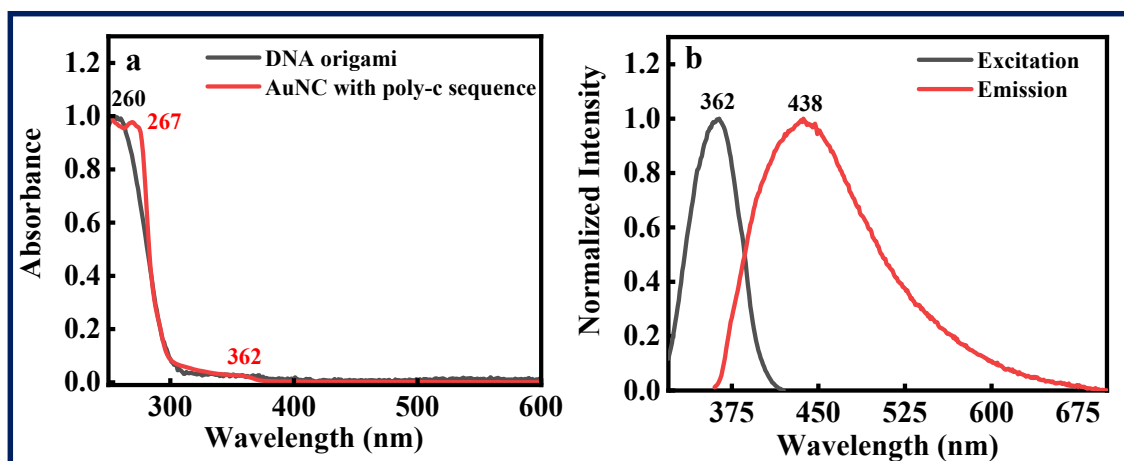 a
DNA origami
AuNC with poly-c sequence
260
267
362
Absorbance
1.2
1.0
0.8
0.6
0.4
0.2
0.0
300
400
500
600
Wavelength (nm)
b
Excitation
Emission
362
438
Normalized Intensity
1.2
1.0
0.8
0.6
0.4
0.2
0.0
375
450
525
600
675
Wavelength (nm)